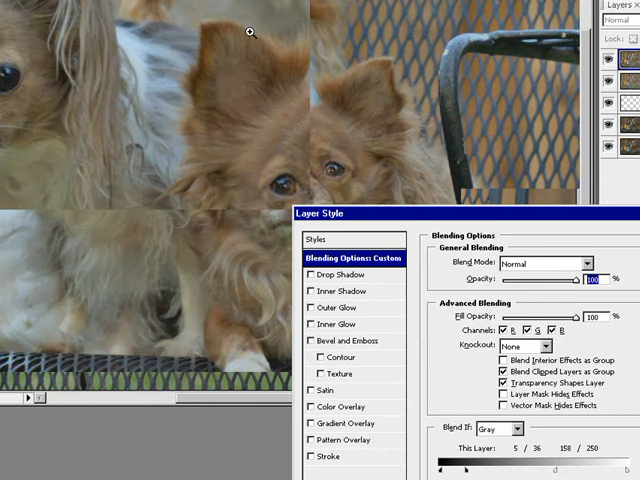 Layers ×
Normal
Lock:
Layer Style
Styles
Blending Options: Custom
Drop Shadow
Inner Shadow
Outer Glow
Inner Glow
Bevel and Emboss
Contour
Texture
Satin
Color Overlay
Gradient Overlay
Pattern Overlay
Stroke
Blending Options
General Blending
Blend Mode: Normal
Opacity: 100 %
Advanced Blending
Fill Opacity: 100 %
Channels: R G B
Knockout: None
Blend Interior Effects as Group
Blend Clipped Layers as Group
Transparency Shapes Layer
Layer Mask Hides Effects
Vector Mask Hides Effects
Blend If: Gray
This Layer: 5 / 36 158 / 250